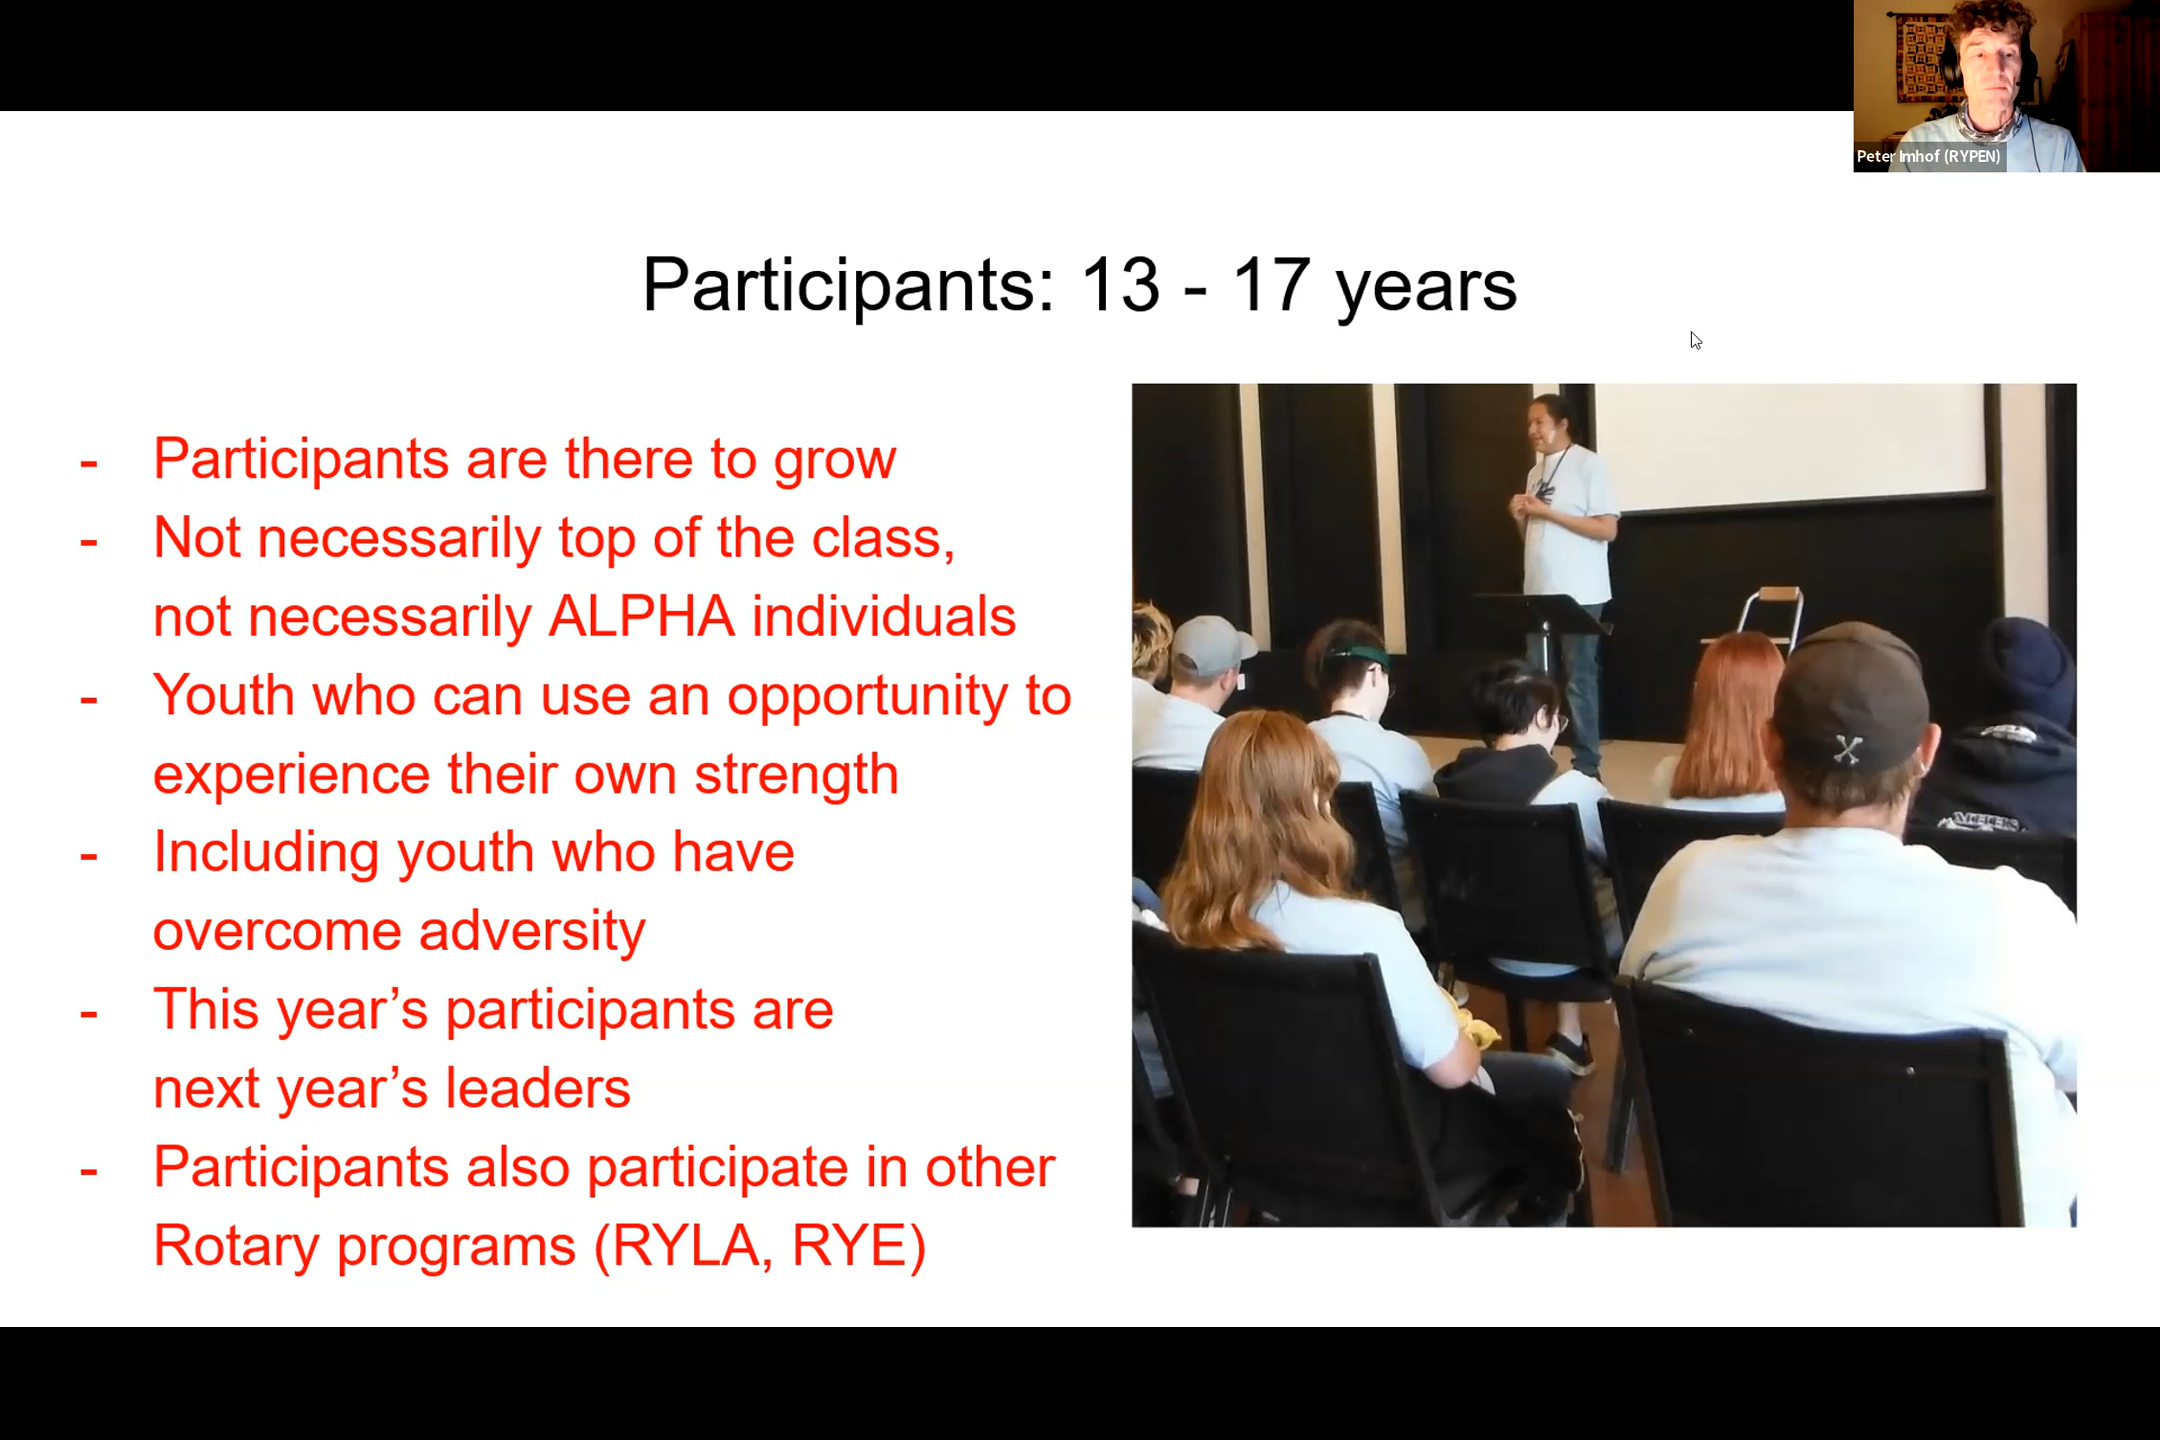 Peter Imhof (RYPEN)
Participants: 13 - 17 years
- Participants are there to grow
- Not necessarily top of the class,
not necessarily ALPHA individuals
- Youth who can use an opportunity to
experience their own strength
- Including youth who have
overcome adversity
- This year’s participants are
next year’s leaders
- Participants also participate in other
Rotary programs (RYLA, RYE)